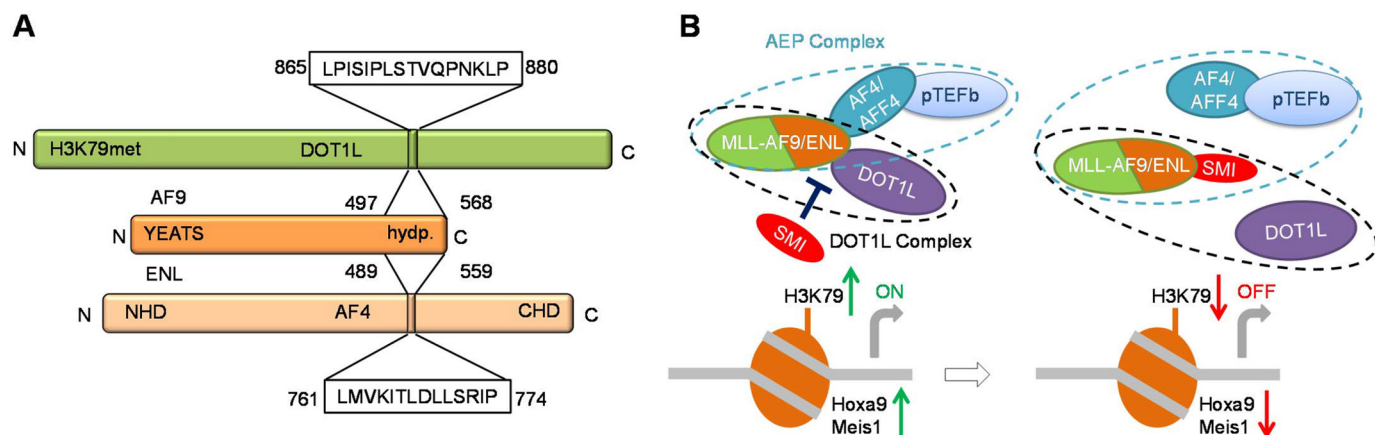 A
865 LPISIPLSTVQPNKLP 880
N H3K79met DOT1L C
AF9 497 568
N YEATS hydp. C
ENL 489 559
N NHD AF4 CHD C
761 LMVKITLDLLSRIP 774
B
AEP Complex
AF4/
AFF4
pTEFb
MLL-AF9/ENL
DOT1L
SMI
DOT1L Complex
H3K79 ON
Hoxa9
Meis1
AF4/
AFF4
pTEFb
MLL-AF9/ENL SMI
DOT1L
H3K79 OFF
Hoxa9
Meis1